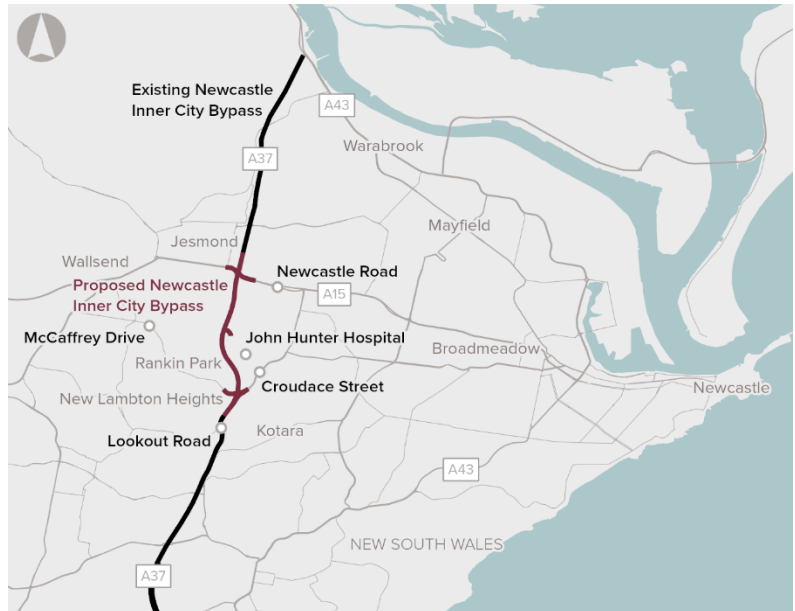 Existing Newcastle
Inner City Bypass
A43
Warabrook
A37
Mayfield
Jesmond
Wallsend
Newcastle Road
Proposed Newcastle
Inner City Bypass
A15
McCaffrey Drive
John Hunter Hospital
Broadmeadow
Rankin Park
Croudace Street
Newcastle
New Lambton Heights
Lookout Road
Kotara
A43
NEW SOUTH WALES
A37